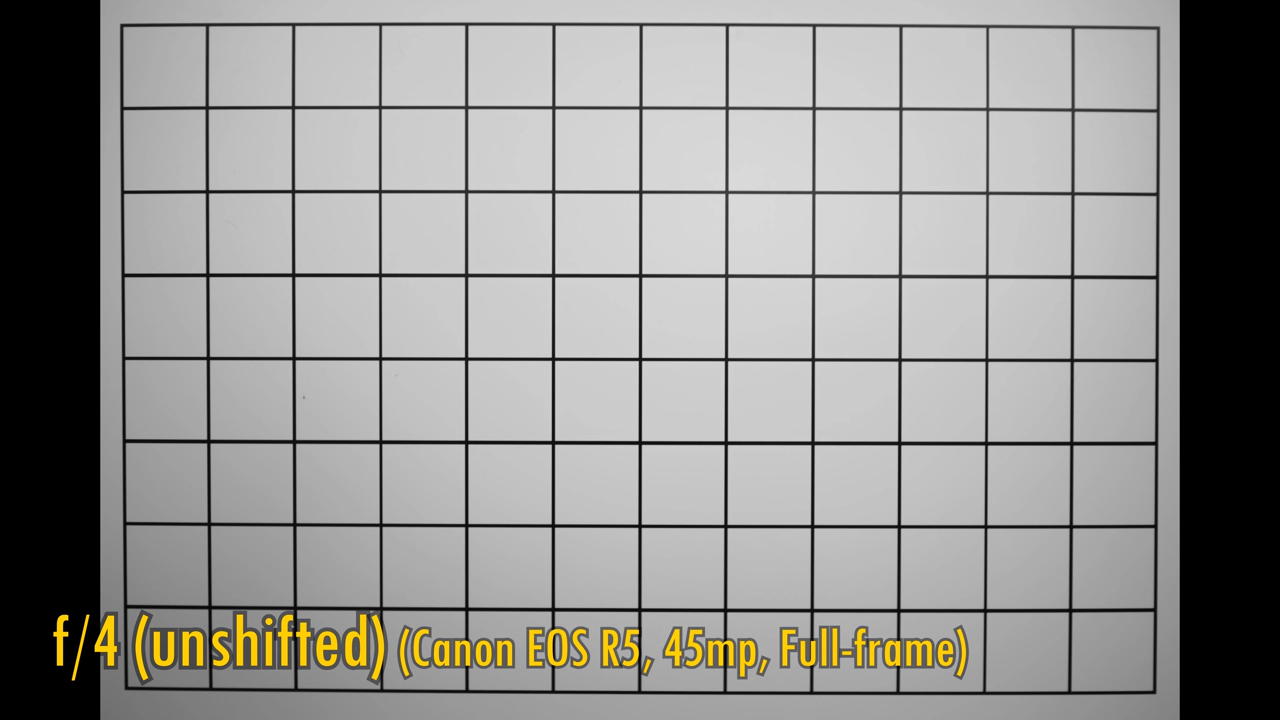 f/4 (unshifted) (Canon EOS R5, 45mp, Full-frame)